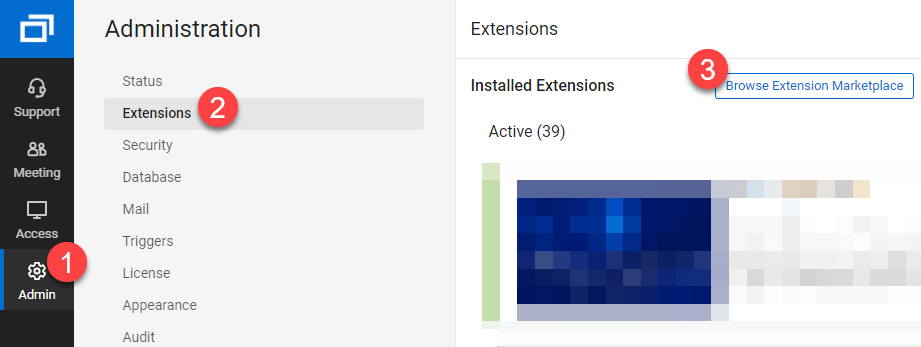 Support
Meeting
Access
1
Admin
Administration
Status
Extensions 2
Security
Database
Mail
Triggers
License
Appearance
Audit
Extensions
3
Installed Extensions Browse Extension Marketplace
Active (39)